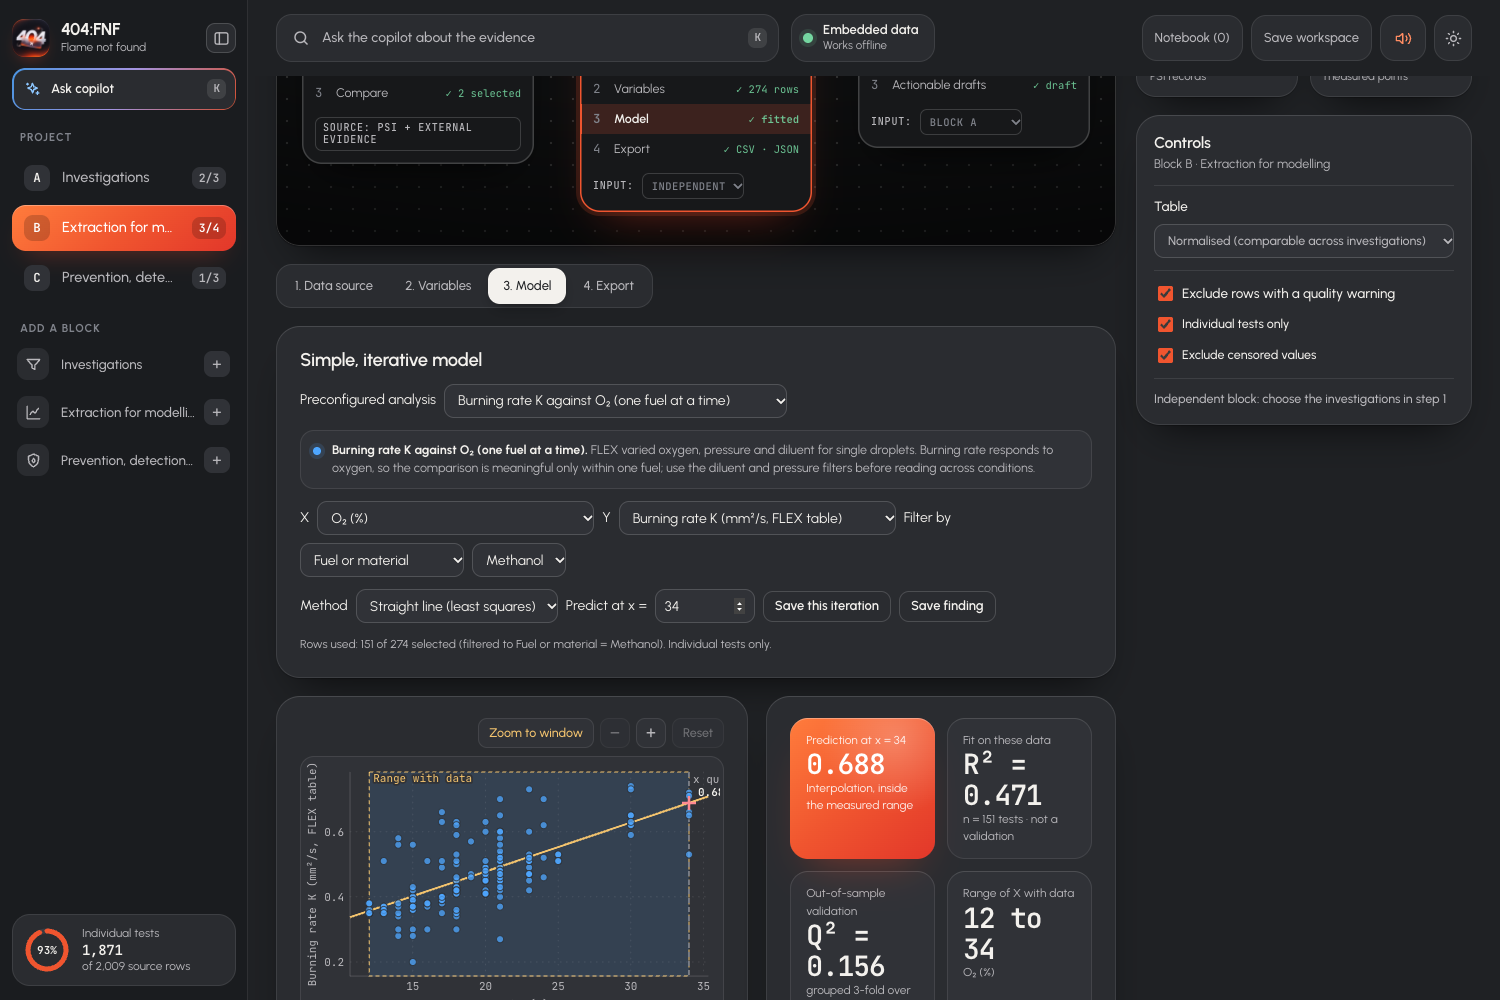 404:FNF
Flame not found
Ask copilot
K
PROJECT
A
Investigations
2/3
B
Extraction for m...
3/4
C
Prevention, dete...
1/3
ADD A BLOCK
Investigations
+
Extraction for modelli...
+
Prevention, detection...
+
93%
Individual tests
1,871
of 2,009 source rows
Ask the copilot about the evidence
K
Embedded data
Works offline
Notebook (0)
Save workspace
3 Compare ✓ 2 selected
SOURCE: PSI + EXTERNAL
EVIDENCE
2 Variables ✓ 274 rows
3 Model ✓ fitted
4 Export ✓ CSV · JSON
INPUT: INDEPENDENT
3 Actionable drafts ✓ draft
INPUT: BLOCK A
PSI records
measured points
1. Data source
2. Variables
3. Model
4. Export
Simple, iterative model
Preconfigured analysis
Burning rate K against O₂ (one fuel at a time)
Burning rate K against O₂ (one fuel at a time). FLEX varied oxygen, pressure and diluent for single droplets. Burning rate responds to
oxygen, so the comparison is meaningful only within one fuel; use the diluent and pressure filters before reading across conditions.
X O₂ (%) Y Burning rate K (mm²/s, FLEX table) Filter by
Fuel or material Methanol
Method Straight line (least squares) Predict at x = 34 Save this iteration Save finding
Rows used: 151 of 274 selected (filtered to Fuel or material = Methanol). Individual tests only.
Zoom to window
−
+
Reset
Range with data
x qu
0.68
Burning rate K (mm²/s, FLEX table)
0.6
0.4
0.2
15 20 25 30 35
Prediction at x = 34
0.688
Interpolation, inside
the measured range
Fit on these data
R² =
0.471
n = 151 tests · not a
validation
Out-of-sample
validation
Q² =
0.156
grouped 3-fold over
Range of X with data
12 to
34
O₂ (%)
Controls
Block B · Extraction for modelling
Table
Normalised (comparable across investigations)
Exclude rows with a quality warning
Individual tests only
Exclude censored values
Independent block: choose the investigations in step 1